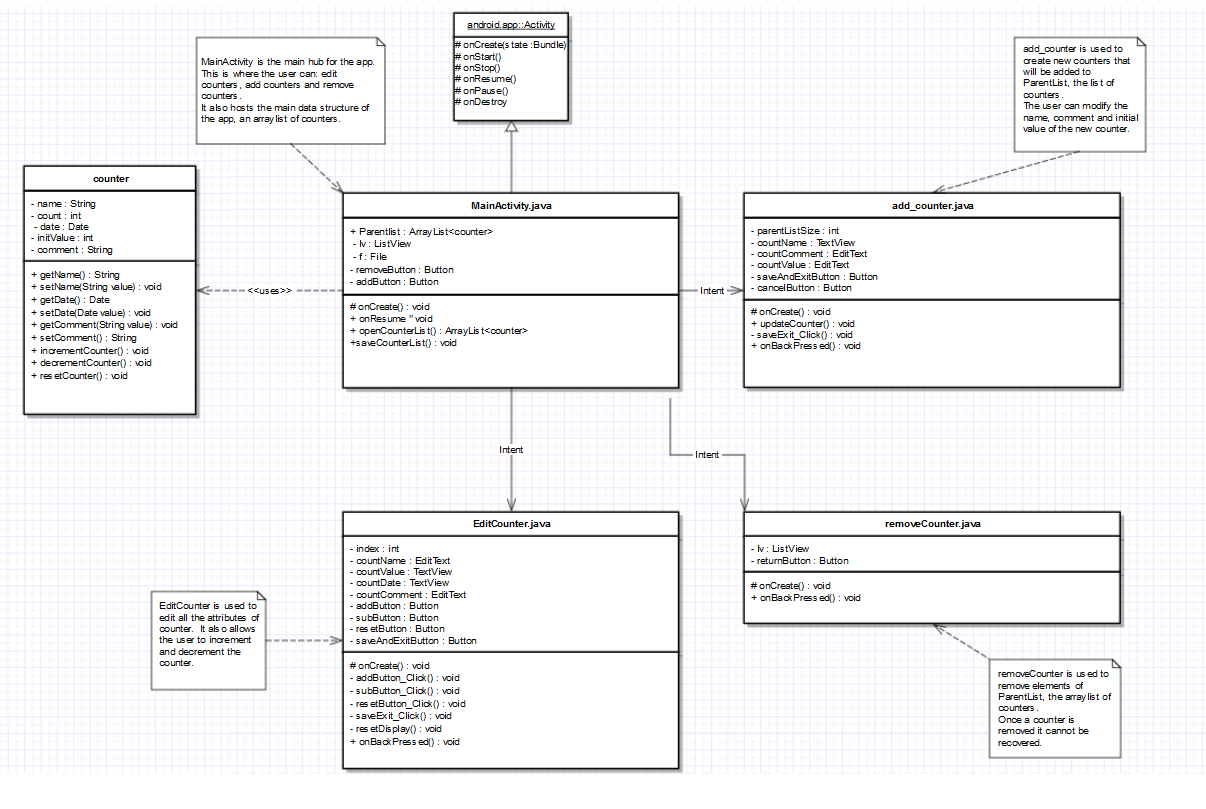 android.app::Activity
# onCreate(state :Bundle)
# onStart()
# onStop()
# onResume()
# onPause()
# onDestroy
MainActivity is the main hub for the app.
This is where the user can: edit
counters, add counters and remove
counters.
It also hosts the main data structure of
the app, an arraylist of counters.
add_counter is used to
create new counters that
will be added to
ParentList, the list of
counters.
The user can modify the
name, comment and initial
value of the new counter.
counter
- name : String
- count : int
- date : Date
- initValue : int
- comment : String
+ getName() : String
+ setName(String value) : void
+ getDate() : Date
+ setDate(Date value) : void
+ getComment(String value) : void
+ setComment() : String
+ incrementCounter() : void
+ decrementCounter() : void
+ resetCounter() : void
<<uses>>
MainActivity.java
+ Parentlist : ArrayList<counter>
- lv : ListView
- f : File
- removeButton : Button
- addButton : Button
# onCreate() : void
+ onResume " void
+ openCounterList() : ArrayList<counter>
+saveCounterList() : void
Intent
add_counter.java
- parentListSize : int
- countName : TextView
- countComment : EditText
- countValue : EditText
- saveAndExitButton : Button
- cancelButton : Button
# onCreate() : void
+ updateCounter() : void
- saveExit_Click() : void
+ onBackPressed() : void
Intent
Intent
EditCounter.java
- index : int
- countName : EditText
- countValue : TextView
- countDate : TextView
- countComment : EditText
- addButton : Button
- subButton : Button
- resetButton : Button
- saveAndExitButton : Button
# onCreate() : void
- addButton_Click() : void
- subButton_Click() : void
- resetButton_Click() : void
- saveExit_Click() : void
- resetDisplay() : void
+ onBackPressed() : void
removeCounter.java
- lv : ListView
- returnButton : Button
# onCreate() : void
+ onBackPressed() : void
EditCounter is used to
edit all the attributes of
counter. It also allows
the user to increment
and decrement the
counter.
removeCounter is used to
remove elements of
ParentList, the arraylist of
counters.
Once a counter is
removed it cannot be
recovered.